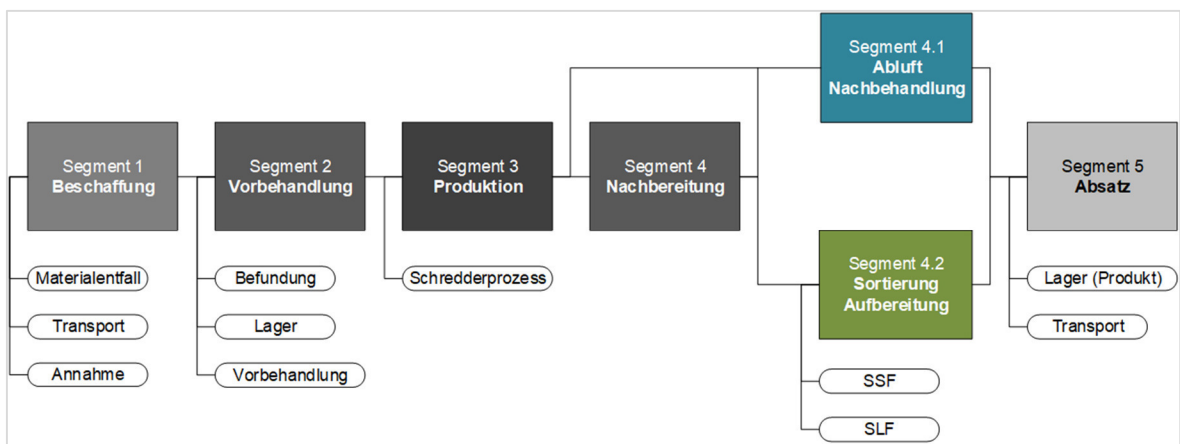 Segment 1
Beschaffung
Materialentfall
Transport
Annahme
Segment 2
Vorbehandlung
Befundung
Lager
Vorbehandlung
Segment 3
Produktion
Schredderprozess
Segment 4
Nachbereitung
Segment 4.1
Abluft
Nachbehandlung
Segment 4.2
Sortierung
Aufbereitung
SSF
SLF
Segment 5
Absatz
Lager (Produkt)
Transport